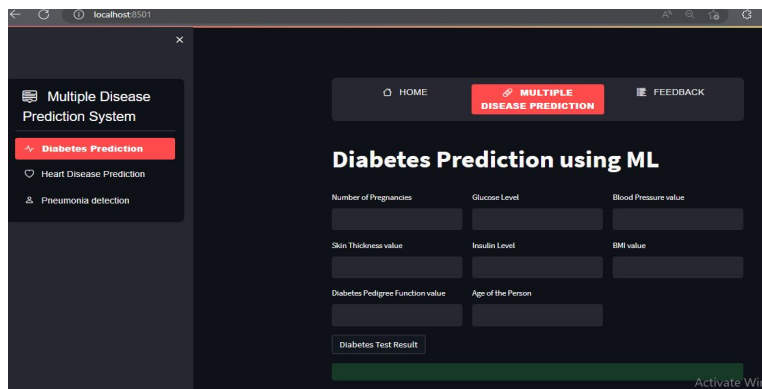 localhost:8501
Multiple Disease
Prediction System
Diabetes Prediction
Heart Disease Prediction
Pneumonia detection
HOME
MULTIPLE
DISEASE PREDICTION
FEEDBACK
Diabetes Prediction using ML
Number of Pregnancies
Glucose Level
Blood Pressure value
Skin Thickness value
Insulin Level
BMI value
Diabetes Pedigree Function value
Age of the Person
Diabetes Test Result
Activate Wi